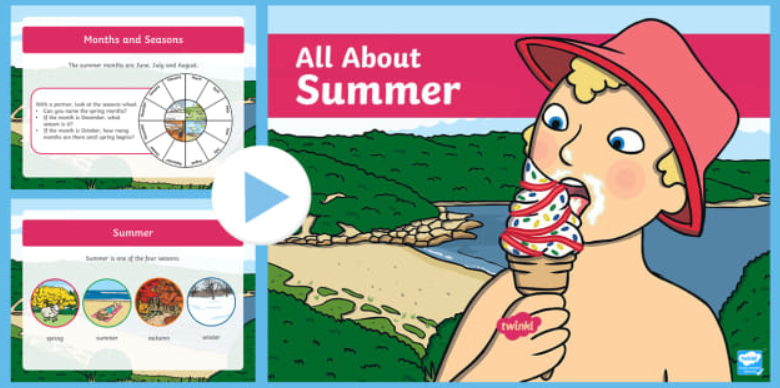 Months and Seasons
The summer months are June, July and August.
With a partner, look at the seasons wheel.
• Can you name the spring months?
• If the month is December, what
season is it?
• If the month is October, how many
months are there until spring begins?
Summer
Summer is one of the four seasons.
spring summer autumn winter
All About
Summer
twinkl
twinkl